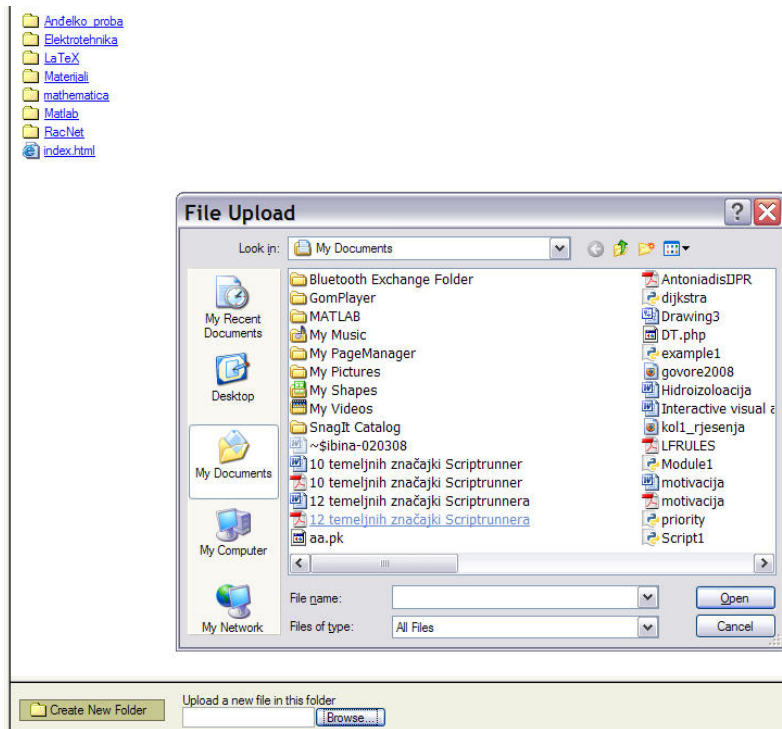 Anđelko_proba
Elektrotehnika
LaTeX
Materijali
mathematica
Matlab
RacNet
index.html
File Upload
Look in:
My Documents
My Recent
Documents
Desktop
My Documents
My Computer
My Network
Bluetooth Exchange Folder
GomPlayer
MATLAB
My Music
My PageManager
My Pictures
My Shapes
My Videos
SnagIt Catalog
~$ibina-020308
10 temeljnih značajki Scriptrunner
10 temeljnih značajki Scriptrunner
12 temeljnih značajki Scriptrunnera
12 temeljnih značajki Scriptrunnera
aa.pk
AntoniadisIJPR
dijkstra
Drawing3
DT.php
example1
govore2008
Hidroizoloacija
Interactive visual a
kol1_rjesenja
LFRULES
Module1
motivacija
motivacija
priority
Script1
File name:
Open
Files of type:
All Files
Cancel
Create New Folder
Upload a new file in this folder
Browse...